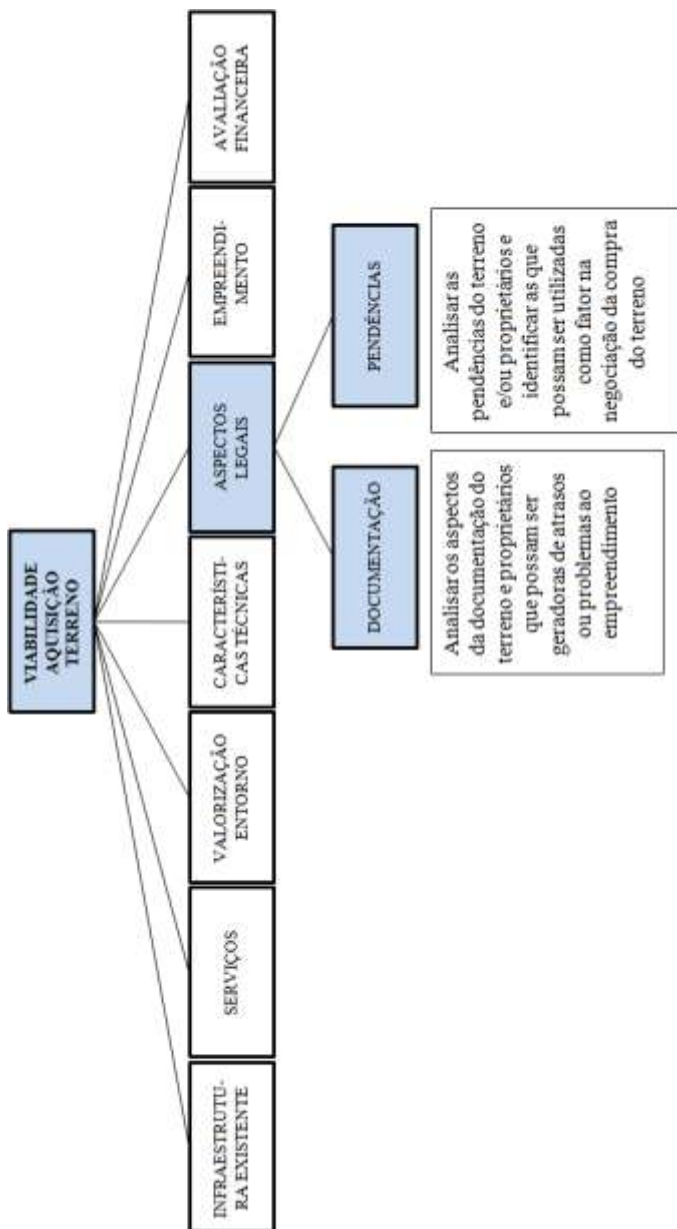 VIABILIDADE
AQUISIÇÃO
TERRENO
INFRAESTRUTU-
RA EXISTENTE
SERVIÇOS
VALORIZAÇÃO
ENTORNO
CARACTERÍSTI-
CAS TÉCNICAS
ASPECTOS
LEGAIS
EMPREENDI-
MENTO
AVALIAÇÃO
FINANCEIRA
DOCUMENTAÇÃO
Analisar os aspectos
da documentação do
terreno e proprietários
que possam ser
geradoras de atrasos
ou problemas ao
empreendimento
PENDÊNCIAS
Analisar as
pendências do terreno
e/ou proprietários e
identificar as que
possam ser utilizadas
como fator na
negociação da compra
do terreno